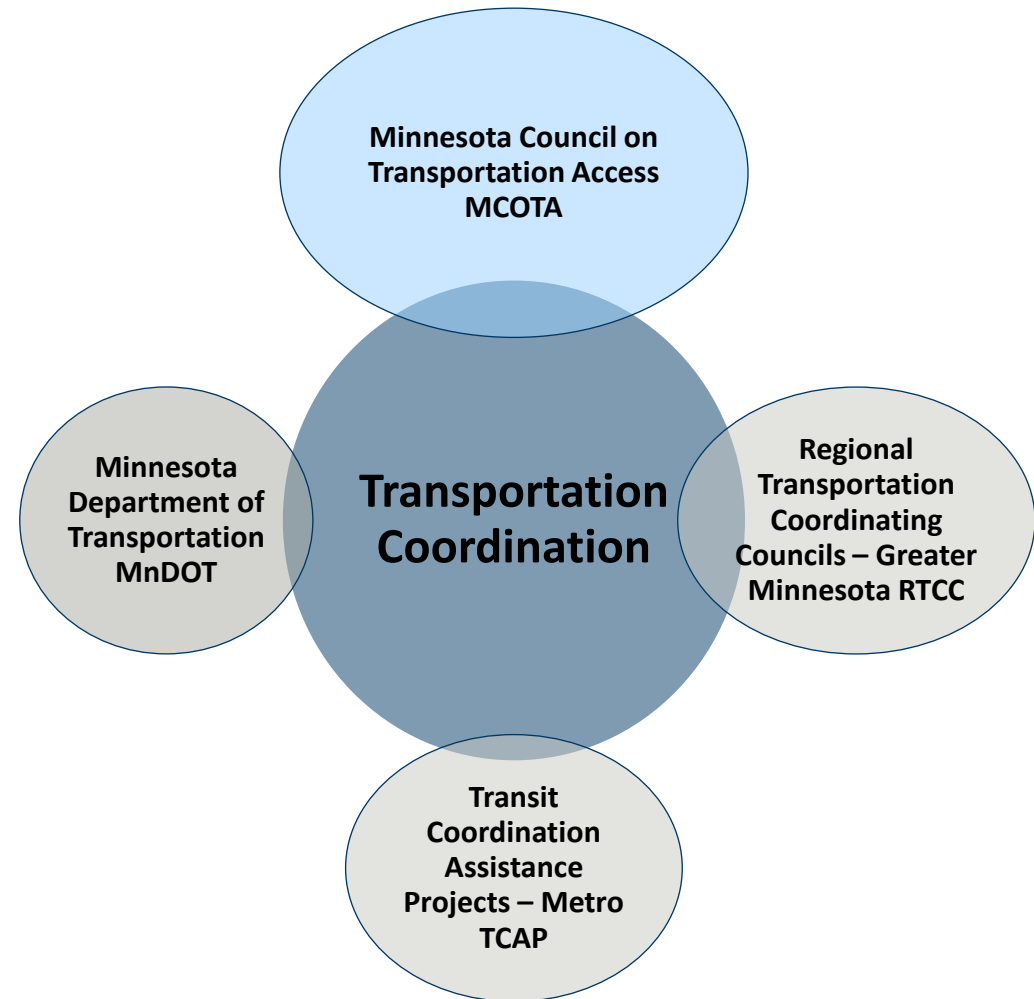 Minnesota Council on
Transportation Access
MCOTA
Minnesota
Department of
Transportation
MnDOT
Transportation
Coordination
Regional
Transportation
Coordinating
Councils – Greater
Minnesota RTCC
Transit
Coordination
Assistance
Projects – Metro
TCAP